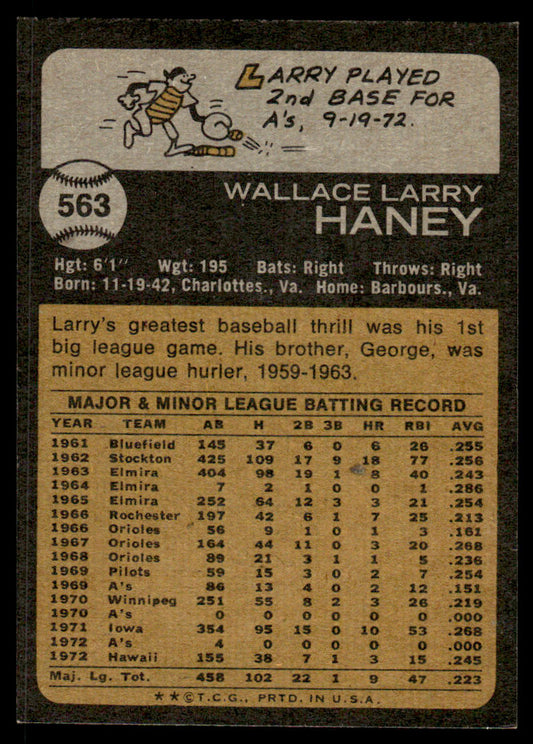 LARRY PLAYED
2nd BASE FOR
A's, 9-19-72.
563
WALLACE LARRY
HANEY
Hgt: 6'1" Wgt: 195 Bats: Right Throws: Right
Born: 11-19-42, Charlottes., Va. Home: Barbours., Va.
Larry's greatest baseball thrill was his 1st
big league game. His brother, George, was
minor league hurler, 1959-1963.
MAJOR & MINOR LEAGUE BATTING RECORD
YEAR TEAM AB H 2B 3B HR RBI AVG
1961 Bluefield 145 37 6 0 6 26 .255
1962 Stockton 425 109 17 9 18 77 .256
1963 Elmira 404 98 19 1 8 40 .243
1964 Elmira 7 2 1 0 0 1 .286
1965 Elmira 252 64 12 3 3 21 .254
1966 Rochester 197 42 6 1 7 25 .213
1966 Orioles 56 9 1 0 1 3 .161
1967 Orioles 164 44 11 0 3 20 .268
1968 Orioles 89 21 3 1 1 5 .236
1969 Pilots 59 15 3 0 2 7 .254
1969 A's 86 13 4 0 2 12 .151
1970 Winnipeg 251 55 8 2 3 26 .219
1970 A's 0 0 0 0 0 0 .000
1971 Iowa 354 95 15 0 10 53 .268
1972 A's 4 0 0 0 0 0 .000
1972 Hawaii 155 38 7 1 3 15 .245
Maj. Lg. Tot. 458 102 22 1 9 47 .223
* * © T.C.G., PRTD. IN U.S.A.